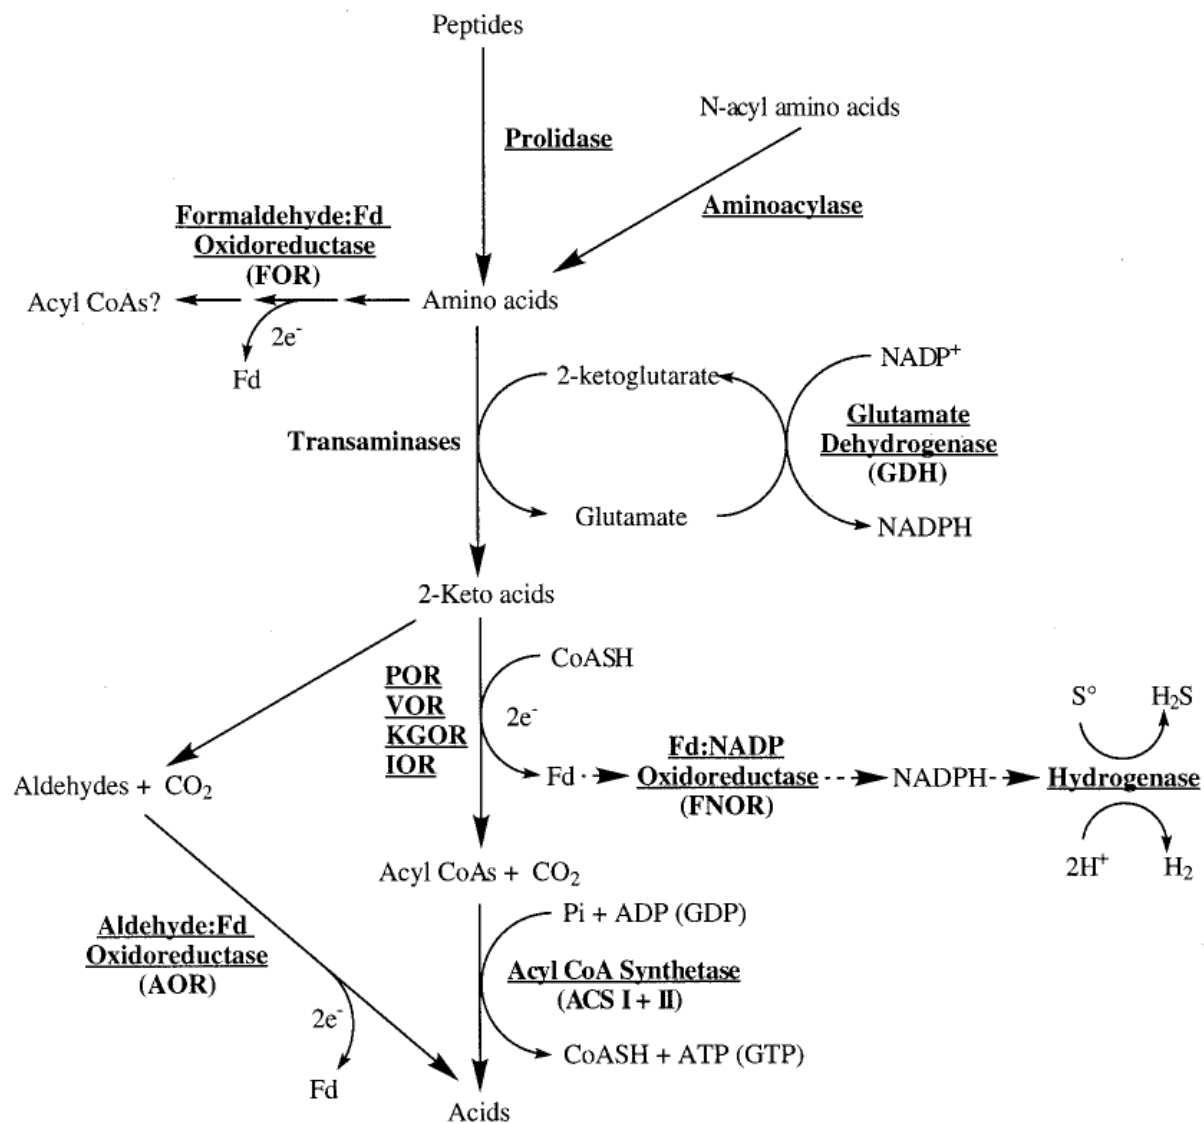 Peptides
N-acyl amino acids
Prolidase
Aminoacylase
Formaldehyde:Fd
Oxidoreductase
(FOR)
Acyl CoAs?
Amino acids
2e-
Fd
NADP+
2-ketoglutarate
Transaminases
Glutamate
Dehydrogenase
(GDH)
Glutamate
NADPH
2-Keto acids
CoASH
POR
VOR
KGOR
IOR
2e-
Fd
Fd:NADP
Oxidoreductase
(FNOR)
NADPH
S°
H2S
Hydrogenase
2H+
H2
Aldehydes + CO2
Acyl CoAs + CO2
Pi + ADP (GDP)
Aldehyde:Fd
Oxidoreductase
(AOR)
Acyl CoA Synthetase
(ACS I + II)
2e-
CoASH + ATP (GTP)
Fd
Acids